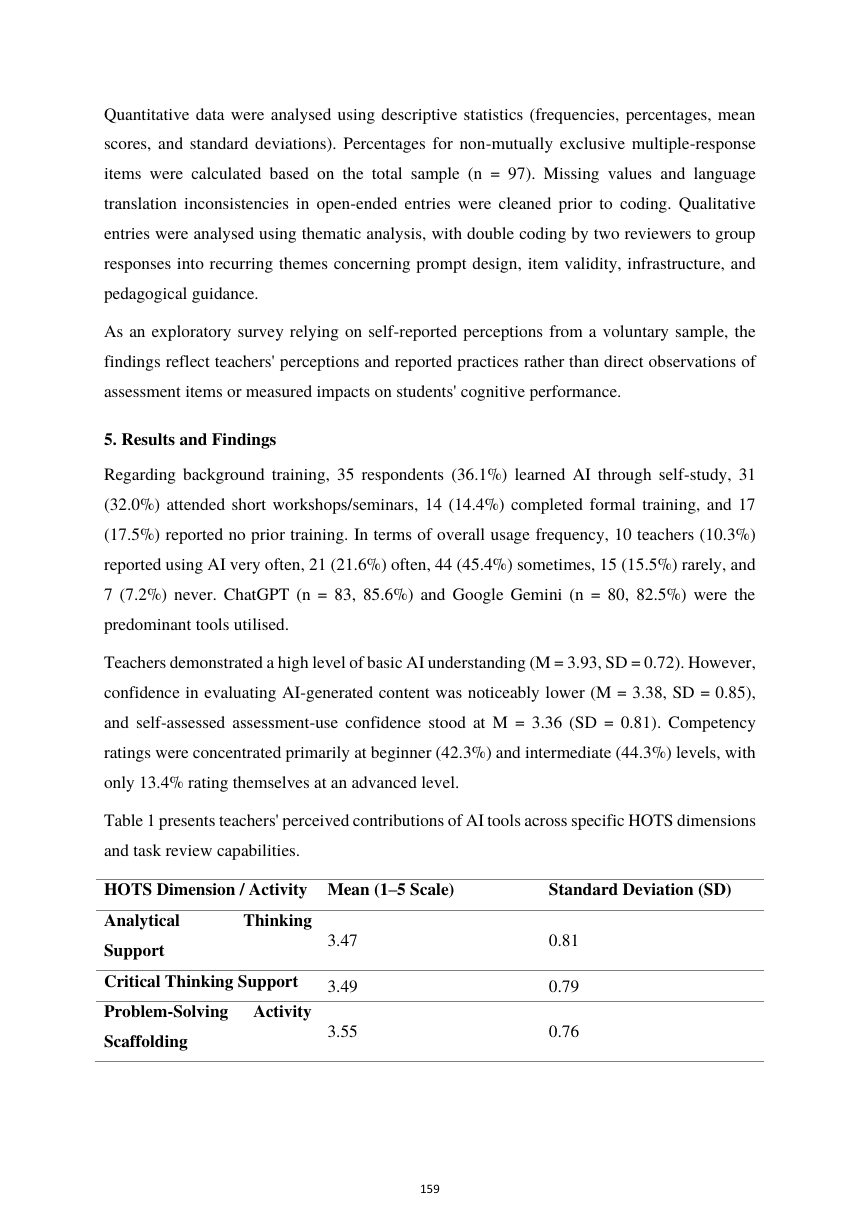 Quantitative data were analysed using descriptive statistics (frequencies, percentages, mean
scores, and standard deviations). Percentages for non-mutually exclusive multiple-response
items were calculated based on the total sample (n = 97). Missing values and language
translation inconsistencies in open-ended entries were cleaned prior to coding. Qualitative
entries were analysed using thematic analysis, with double coding by two reviewers to group
responses into recurring themes concerning prompt design, item validity, infrastructure, and
pedagogical guidance.
As an exploratory survey relying on self-reported perceptions from a voluntary sample, the
findings reflect teachers' perceptions and reported practices rather than direct observations of
assessment items or measured impacts on students' cognitive performance.
5. Results and Findings
Regarding background training, 35 respondents (36.1%) learned AI through self-study, 31
(32.0%) attended short workshops/seminars, 14 (14.4%) completed formal training, and 17
(17.5%) reported no prior training. In terms of overall usage frequency, 10 teachers (10.3%)
reported using AI very often, 21 (21.6%) often, 44 (45.4%) sometimes, 15 (15.5%) rarely, and
7 (7.2%) never. ChatGPT (n = 83, 85.6%) and Google Gemini (n = 80, 82.5%) were the
predominant tools utilised.
Teachers demonstrated a high level of basic AI understanding (M = 3.93, SD = 0.72). However,
confidence in evaluating AI-generated content was noticeably lower (M = 3.38, SD = 0.85),
and self-assessed assessment-use confidence stood at M = 3.36 (SD = 0.81). Competency
ratings were concentrated primarily at beginner (42.3%) and intermediate (44.3%) levels, with
only 13.4% rating themselves at an advanced level.
Table 1 presents teachers' perceived contributions of AI tools across specific HOTS dimensions
and task review capabilities.
HOTS Dimension / Activity Mean (1–5 Scale) Standard Deviation (SD)
Analytical Thinking
Support
3.47 0.81
Critical Thinking Support 3.49 0.79
Problem-Solving Activity
Scaffolding
3.55 0.76
159